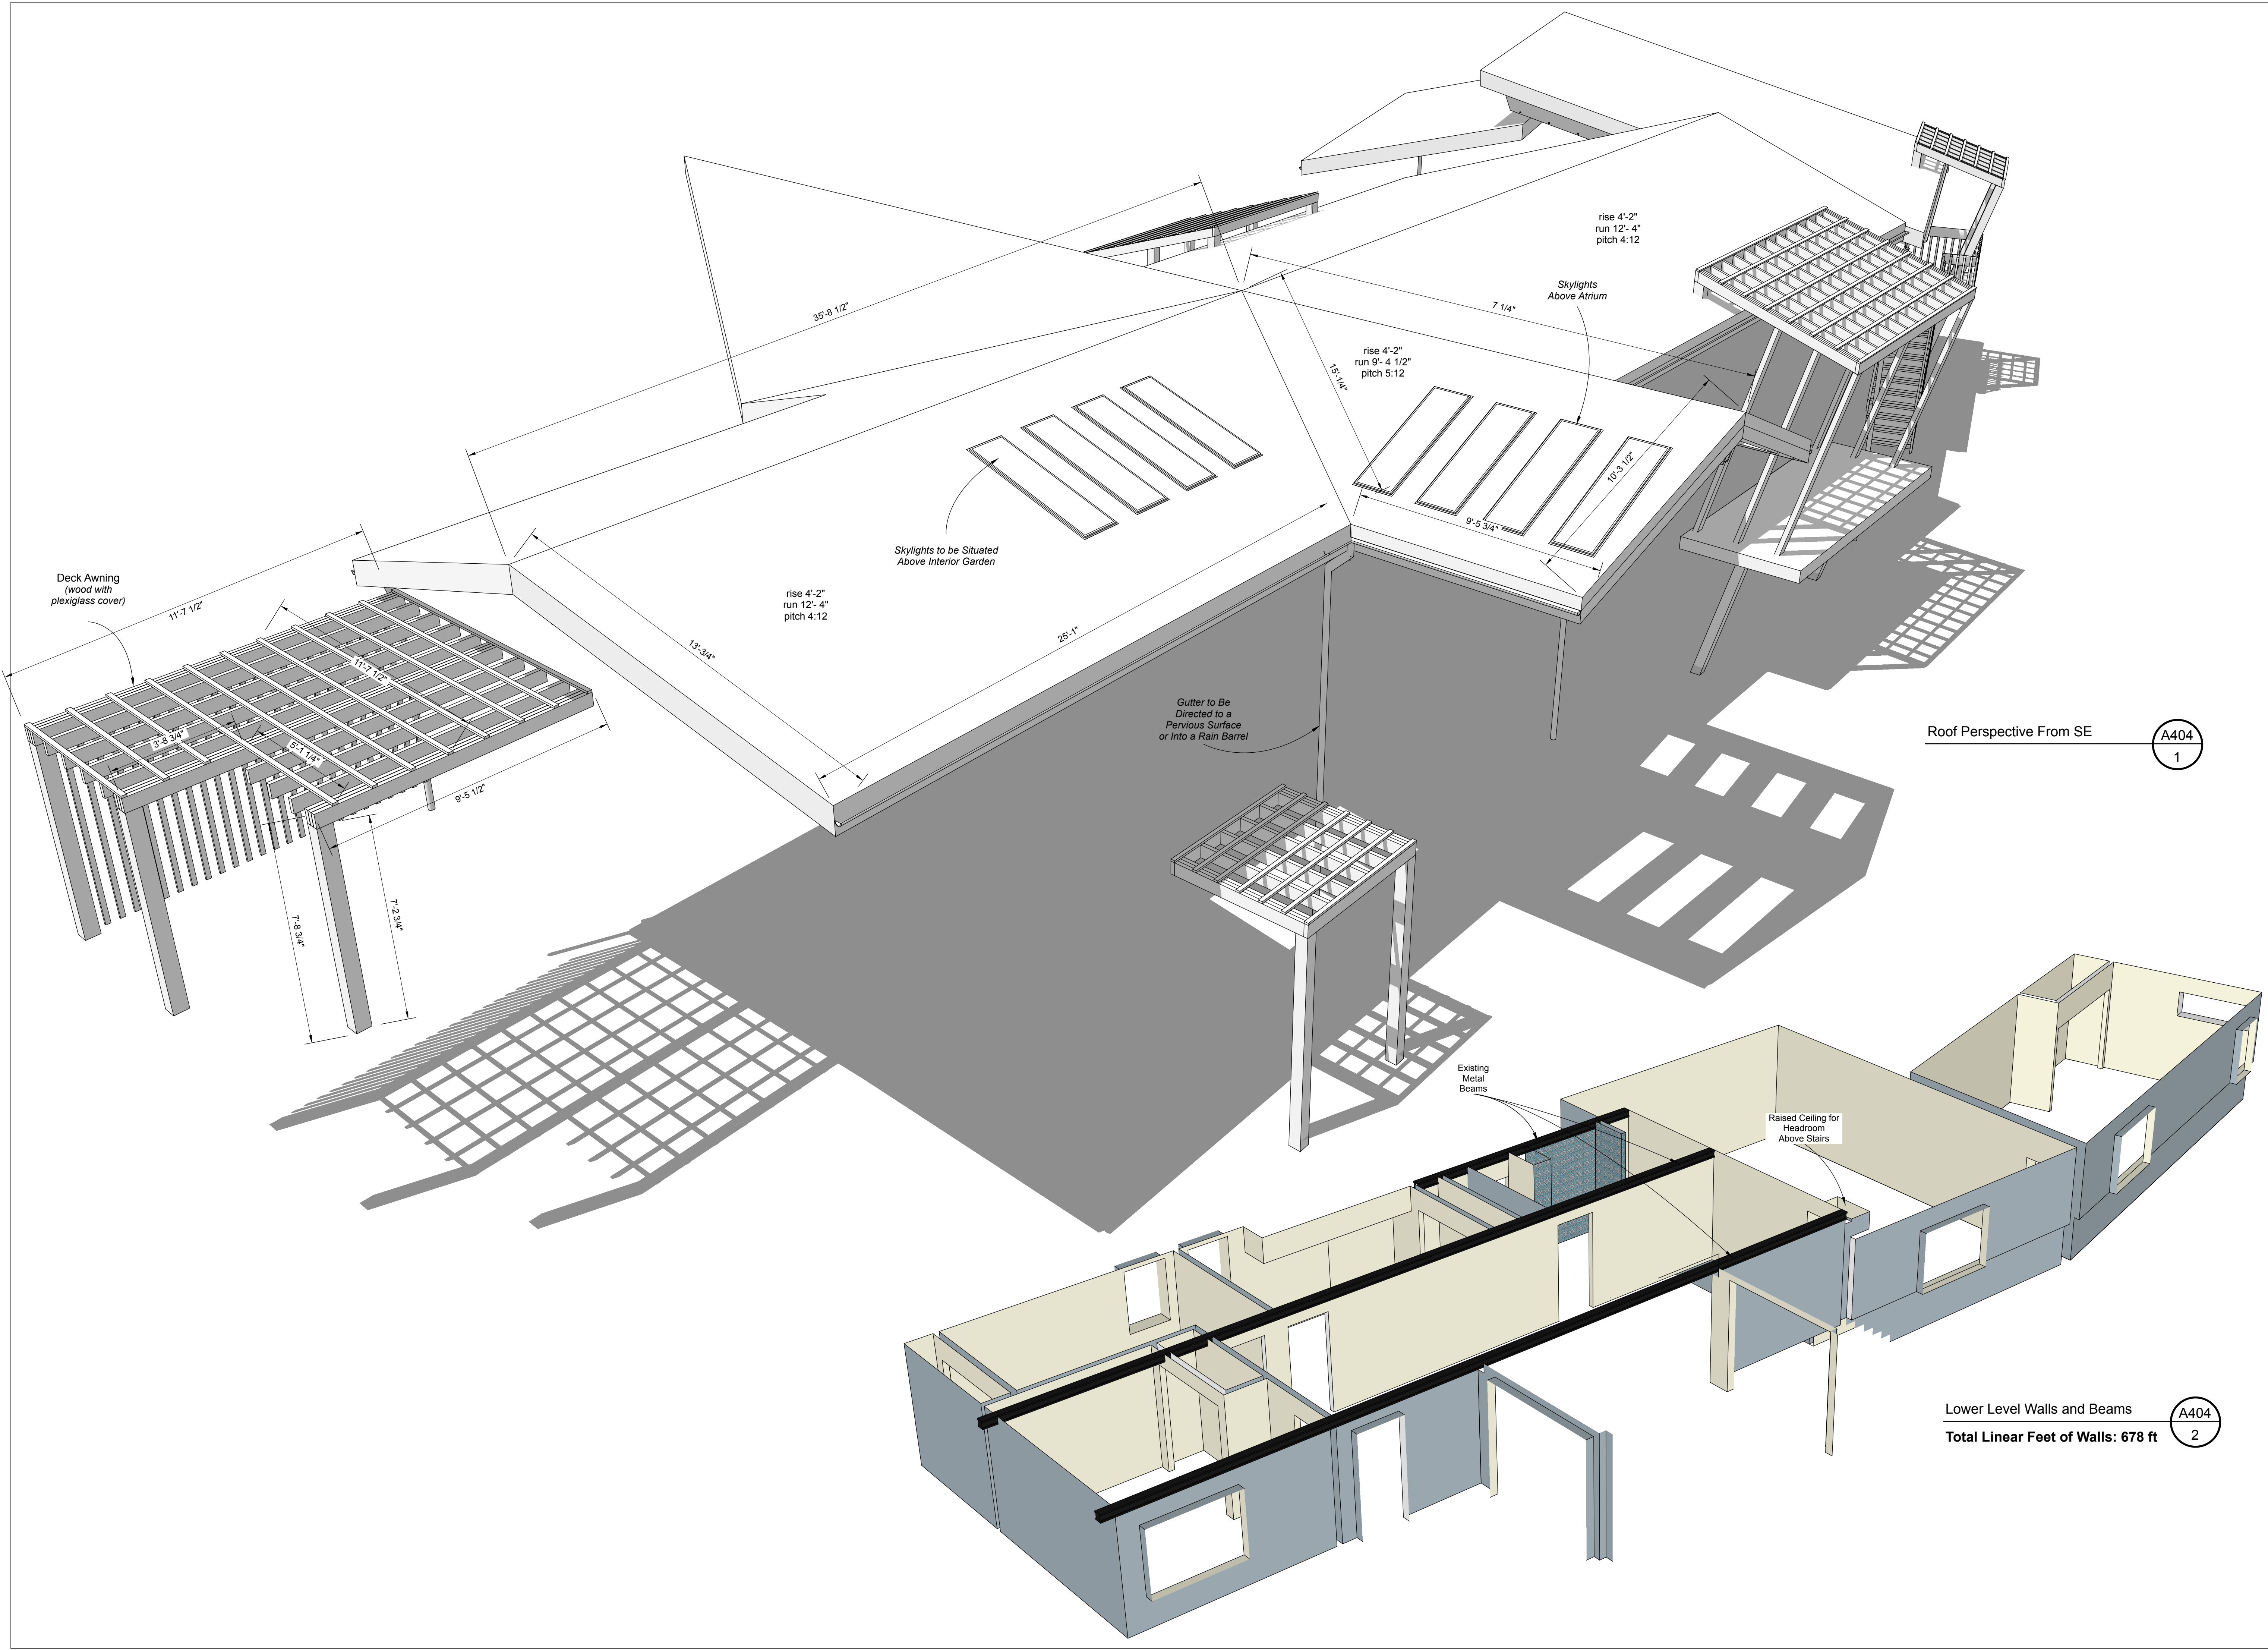 rise 4'-2"
run 12'- 4"
pitch 4:12
Skylights
Above Atrium
7 1/4"
35'-8 1/2"
rise 4'-2"
run 9'- 4 1/2"
pitch 5:12
15'-1/4"
10'-3 1/2"
9'-5 3/4"
Skylights to be Situated
Above Interior Garden
Deck Awning
(wood with
plexiglass cover)
11'-7 1/2"
rise 4'-2"
run 12'- 4"
pitch 4:12
13'-3/4"
25'-1"
11'-7 1/2"
3'-8 3/4"
5'-1 1/4"
9'-5 1/2"
7'-8 3/4"
7'-2 3/4"
Gutter to Be
Directed to a
Pervious Surface
or Into a Rain Barrel
Roof Perspective From SE
A404
1
Existing
Metal
Beams
Raised Ceiling for
Headroom
Above Stairs
Lower Level Walls and Beams
Total Linear Feet of Walls: 678 ft
A404
2